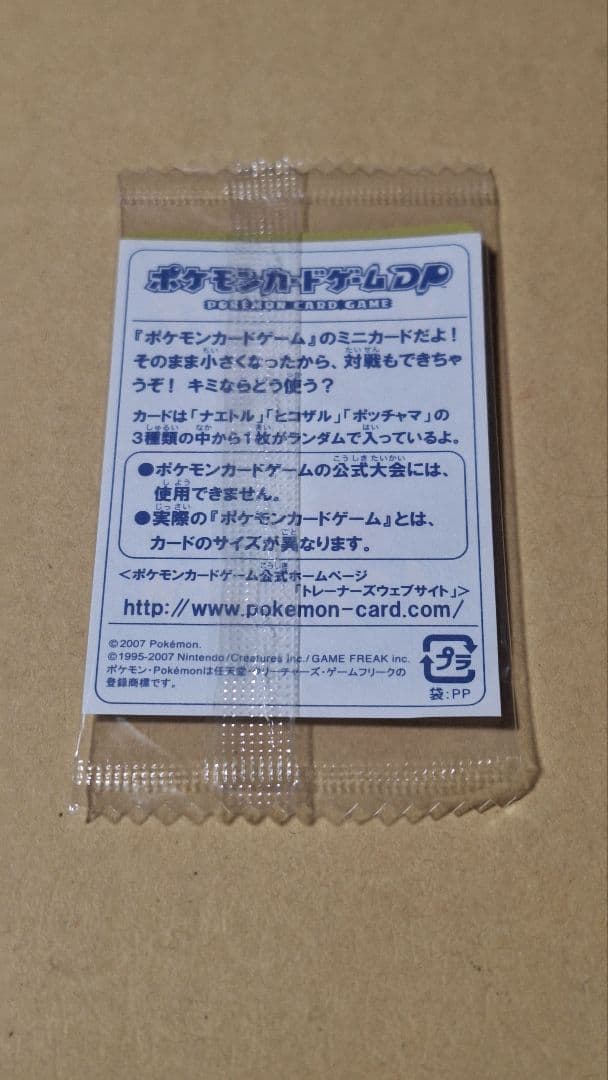 ポケモンカードゲームDP
POKÉMON CARD GAME
『ポケモンカードゲーム』のミニカードだよ!
そのまま小さくなったから、対戦もできちゃ
うぞ! キミならどう使う?
カードは「ナエトル」「ヒコザル」「ポッチャマ」の
3種類の中から1枚がランダムで入っているよ。
●ポケモンカードゲームの公式大会には、
使用できません。
●実際の『ポケモンカードゲーム』とは、
カードのサイズが異なります。
<ポケモンカードゲーム公式ホームページ
「トレーナーズウェブサイト」>
http://www.pokemon-card.com/
©2007 Pokémon.
©1995-2007 Nintendo/Creatures inc./GAME FREAK inc.
ポケモン・Pokémonは任天堂・クリーチャーズ・ゲームフリークの
登録商標です。
プラ
袋:PP